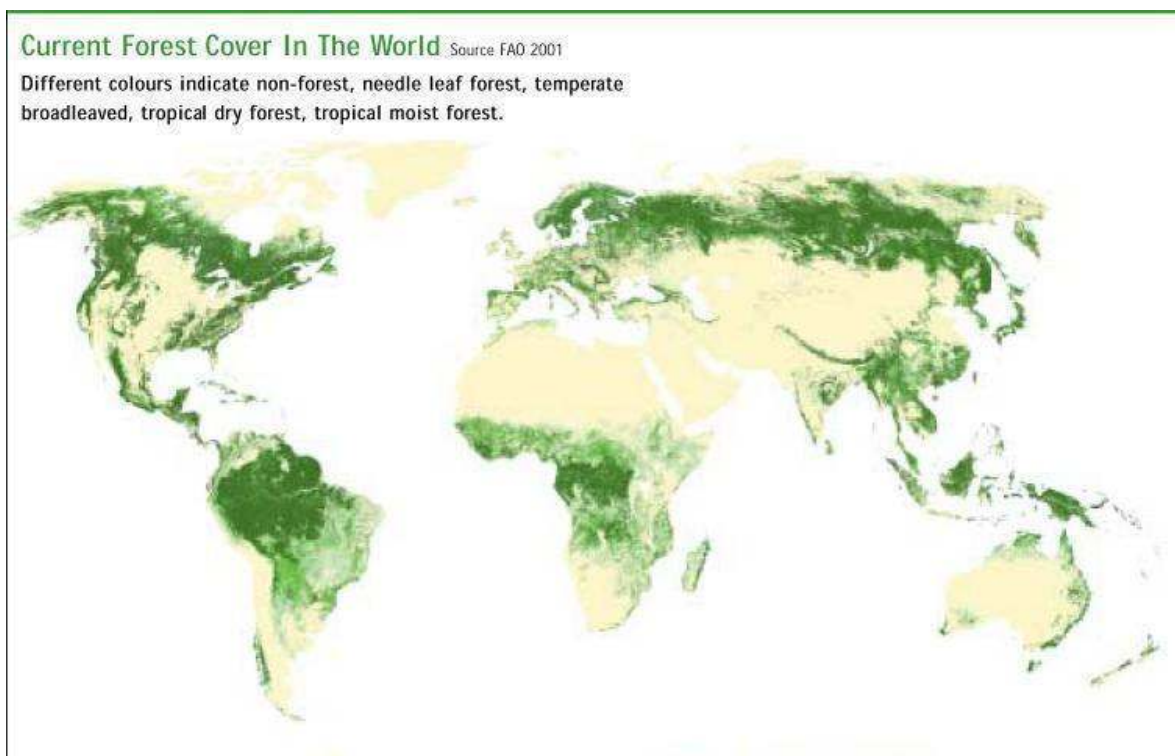 Current Forest Cover In The World Source FAO 2001
Different colours indicate non-forest, needle leaf forest, temperate
broadleaved, tropical dry forest, tropical moist forest.